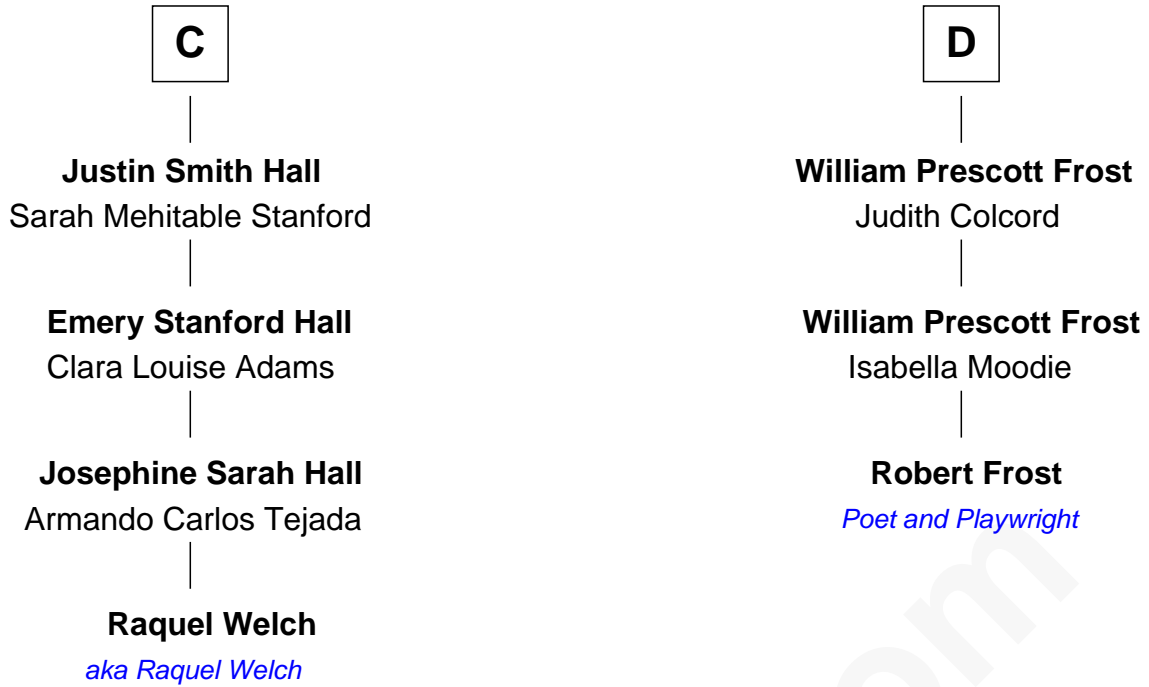 C
Justin Smith Hall
Sarah Mehitable Stanford
Emery Stanford Hall
Clara Louise Adams
Josephine Sarah Hall
Armando Carlos Tejada
Raquel Welch
aka Raquel Welch
D
William Prescott Frost
Judith Colcord
William Prescott Frost
Isabella Moodie
Robert Frost
Poet and Playwright
om